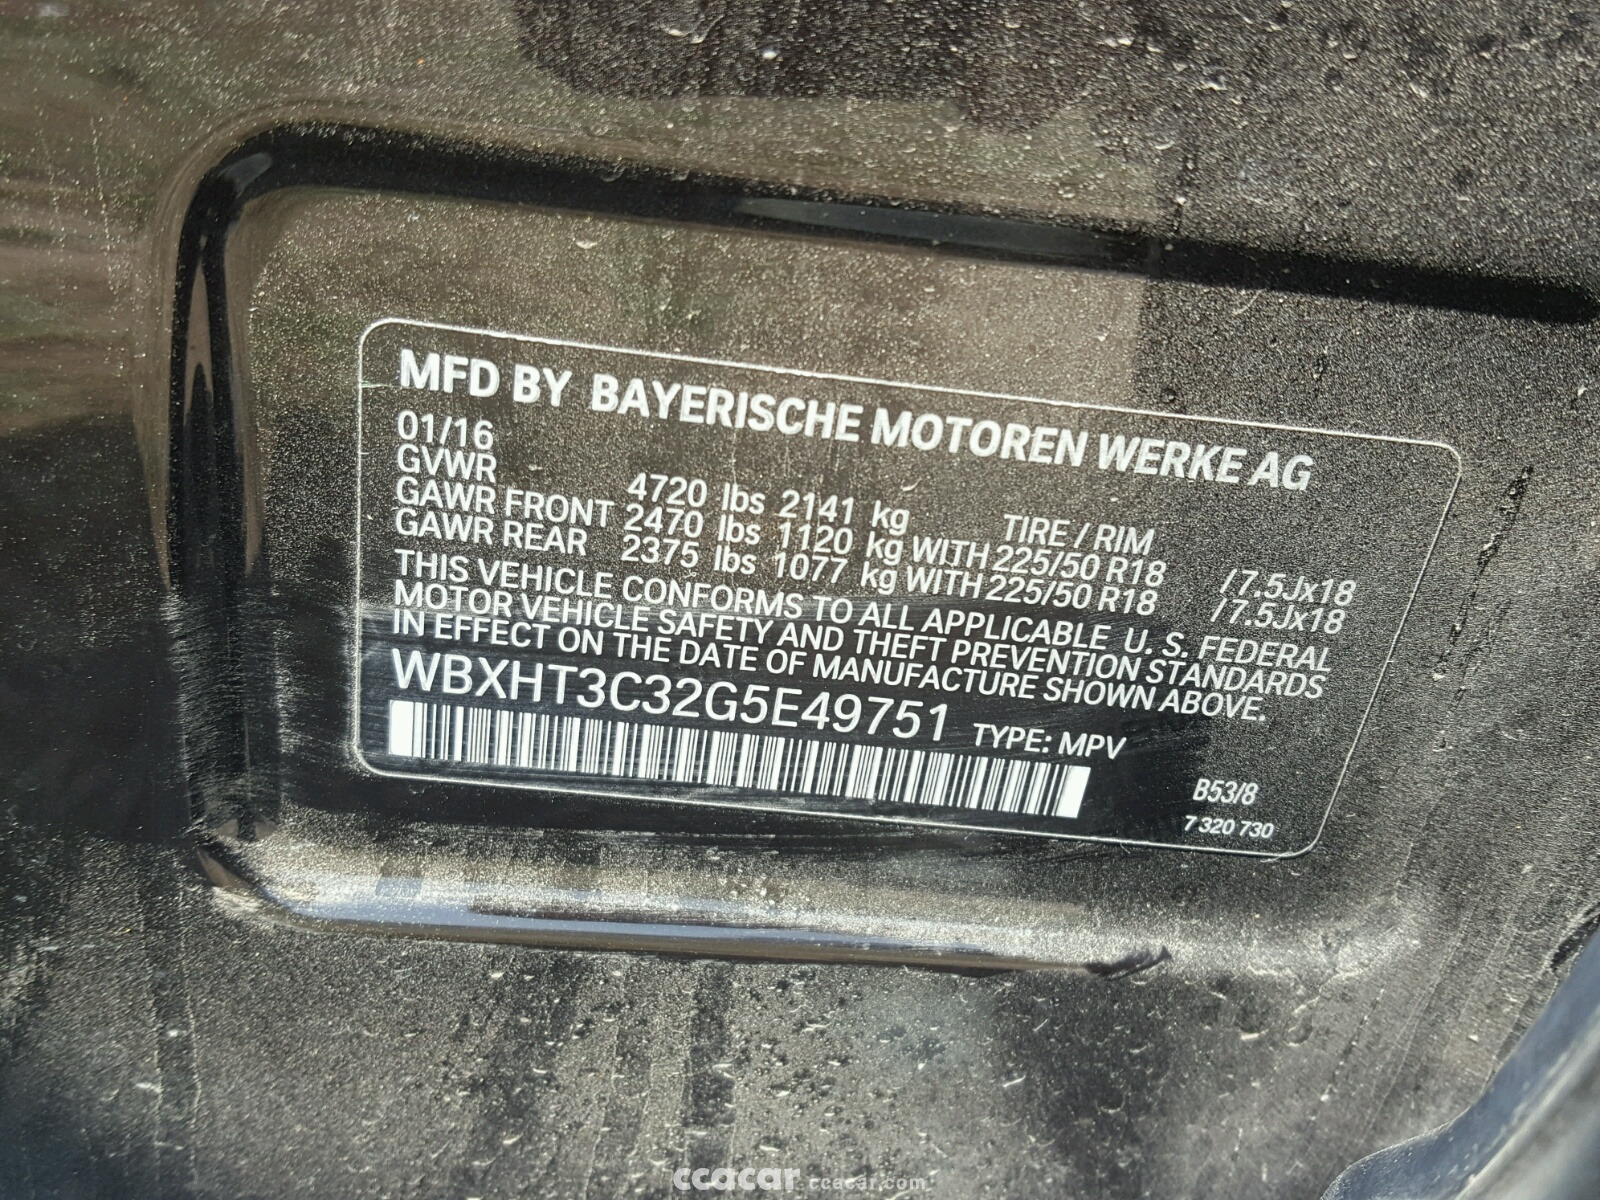 MFD BY BAYERISCHE MOTOREN WERKE AG
01/16
GVWR 4720 lbs 2141 kg TIRE / RIM
GAWR FRONT 2470 lbs 1120 kg WITH 225/50 R18 /7.5Jx18
GAWR REAR 2375 lbs 1077 kg WITH 225/50 R18 /7.5Jx18
THIS VEHICLE CONFORMS TO ALL APPLICABLE U. S. FEDERAL
MOTOR VEHICLE SAFETY AND THEFT PREVENTION STANDARDS
IN EFFECT ON THE DATE OF MANUFACTURE SHOWN ABOVE.
WBXHT3C32G5E49751 TYPE: MPV
B53/8
7 320 730
ccacar ccacar.com